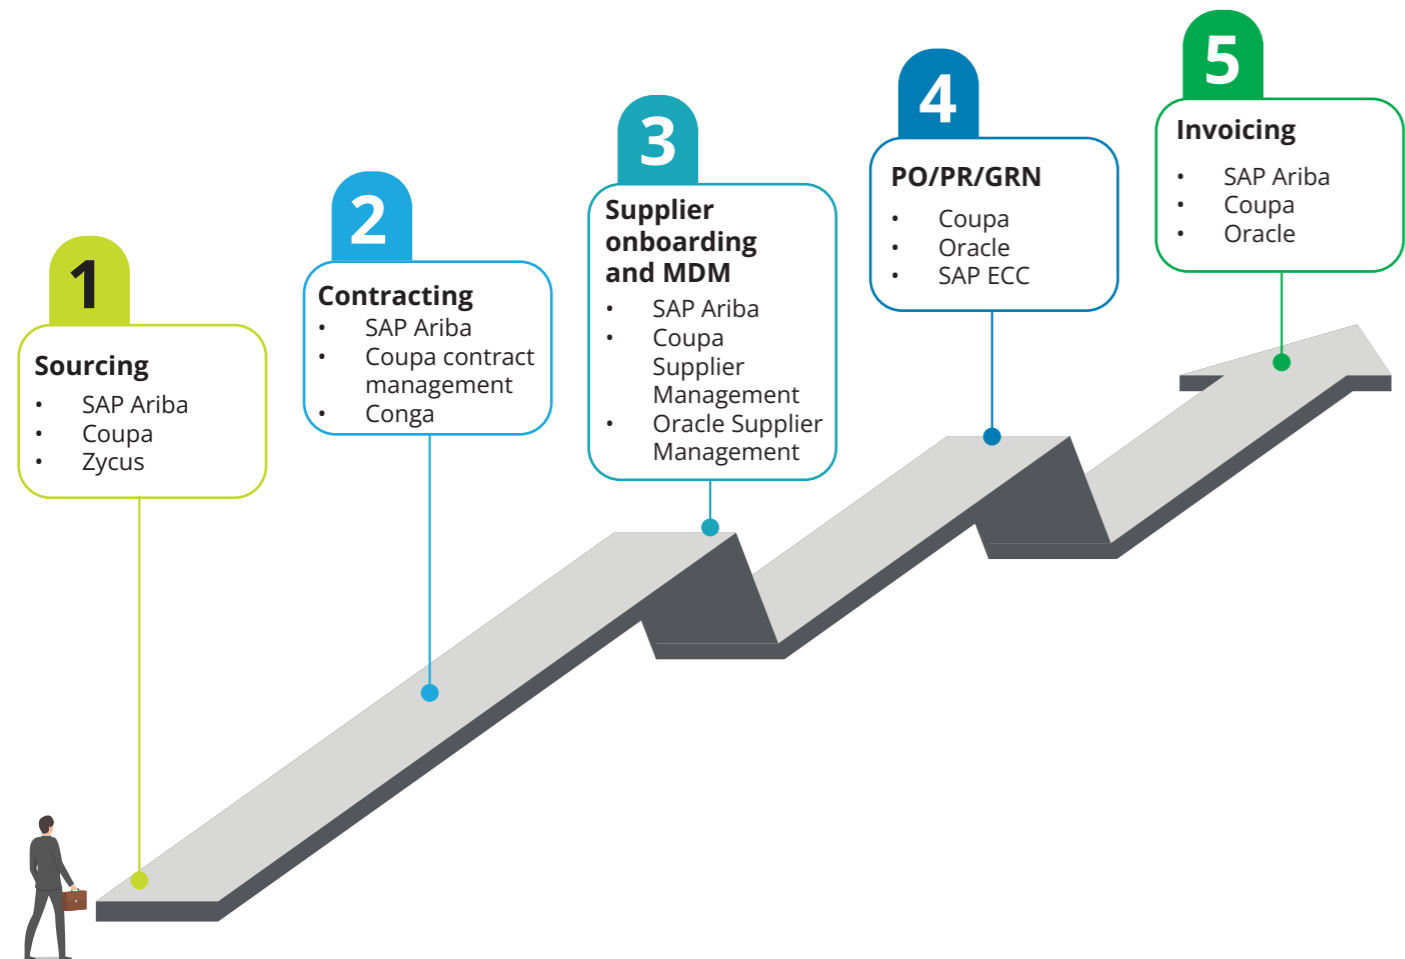 1
Sourcing
• SAP Ariba
• Coupa
• Zycus
2
Contracting
• SAP Ariba
• Coupa contract
management
• Conga
3
Supplier
onboarding
and MDM
• SAP Ariba
• Coupa
Supplier
Management
• Oracle Supplier
Management
4
PO/PR/GRN
• Coupa
• Oracle
• SAP ECC
5
Invoicing
• SAP Ariba
• Coupa
• Oracle